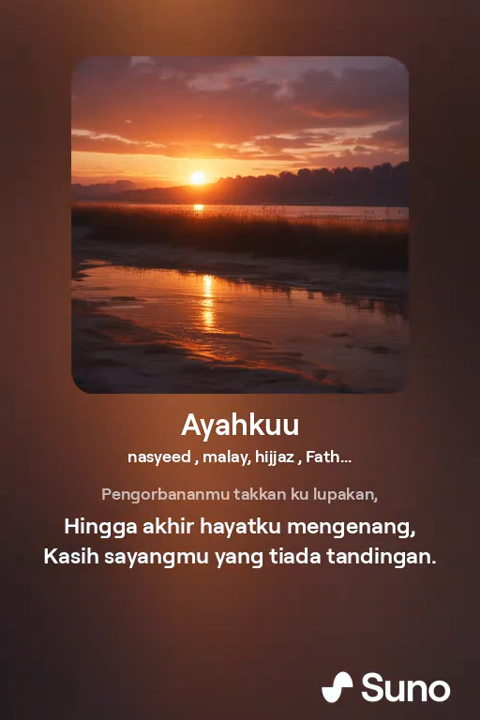 Ayahkuu
nasyeed , malay, hijjaz , Fath...
Pengorbananmu takkan ku lupakan,
Hingga akhir hayatku mengenang,
Kasih sayangmu yang tiada tandingan.
Suno